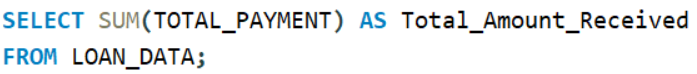 SELECT SUM(TOTAL_PAYMENT) AS Total_Amount_Received
FROM LOAN_DATA;